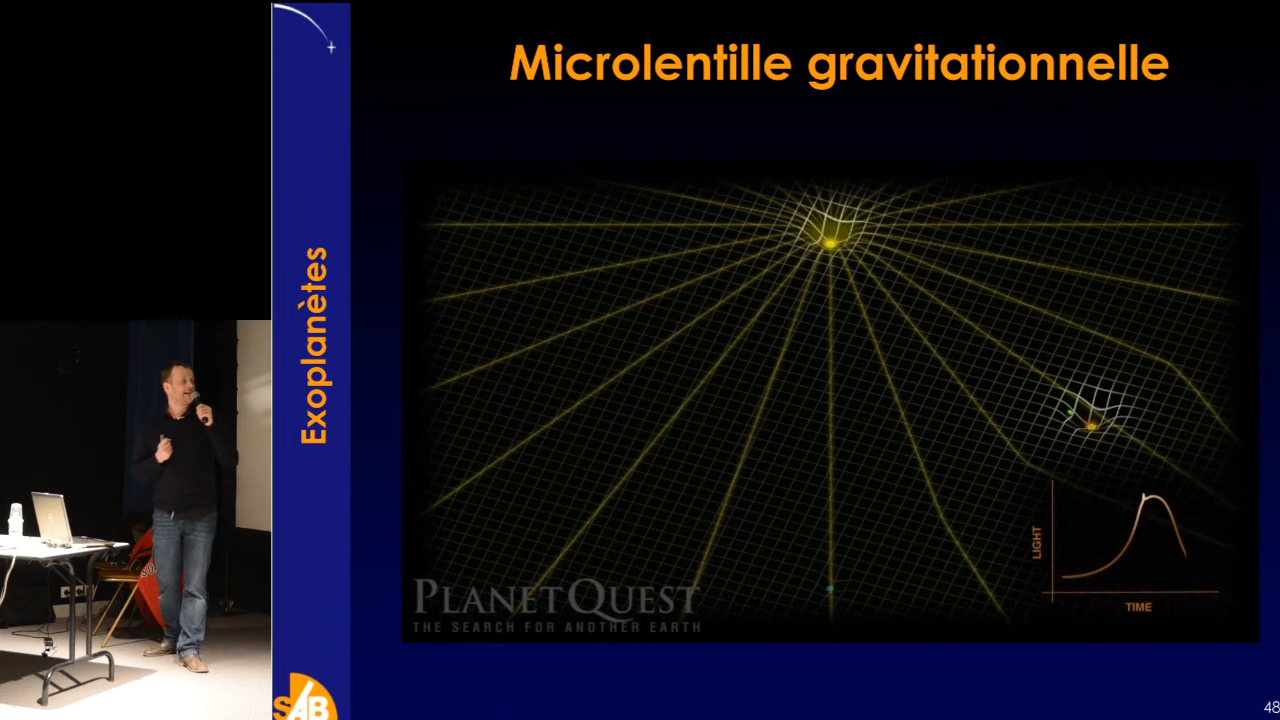 Microlentille gravitationnelle
Exoplanètes
LIGHT
TIME
PLANETQUEST
THE SEARCH FOR ANOTHER EARTH
SAB
48